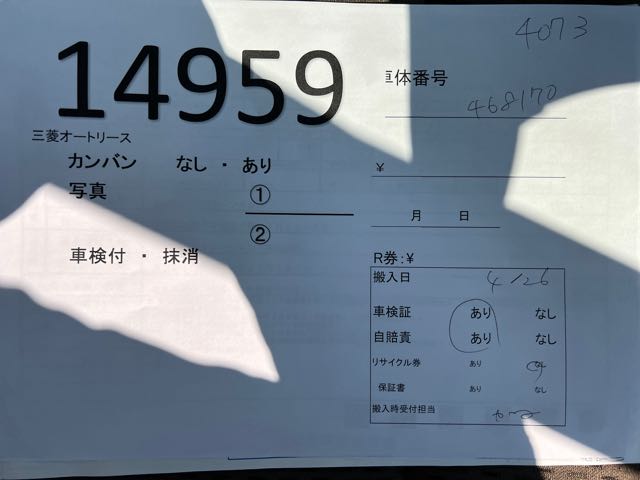 4073
14959
車体番号
468170
三菱オートリース
カンバン なし ・ あり
¥
写真 ①
月 日
②
車検付 ・ 抹消
R券:¥
搬入日 4/26
車検証 あり なし
自賠責 あり なし
リサイクル券 あり
保証書 あり なし
搬入時受付担当